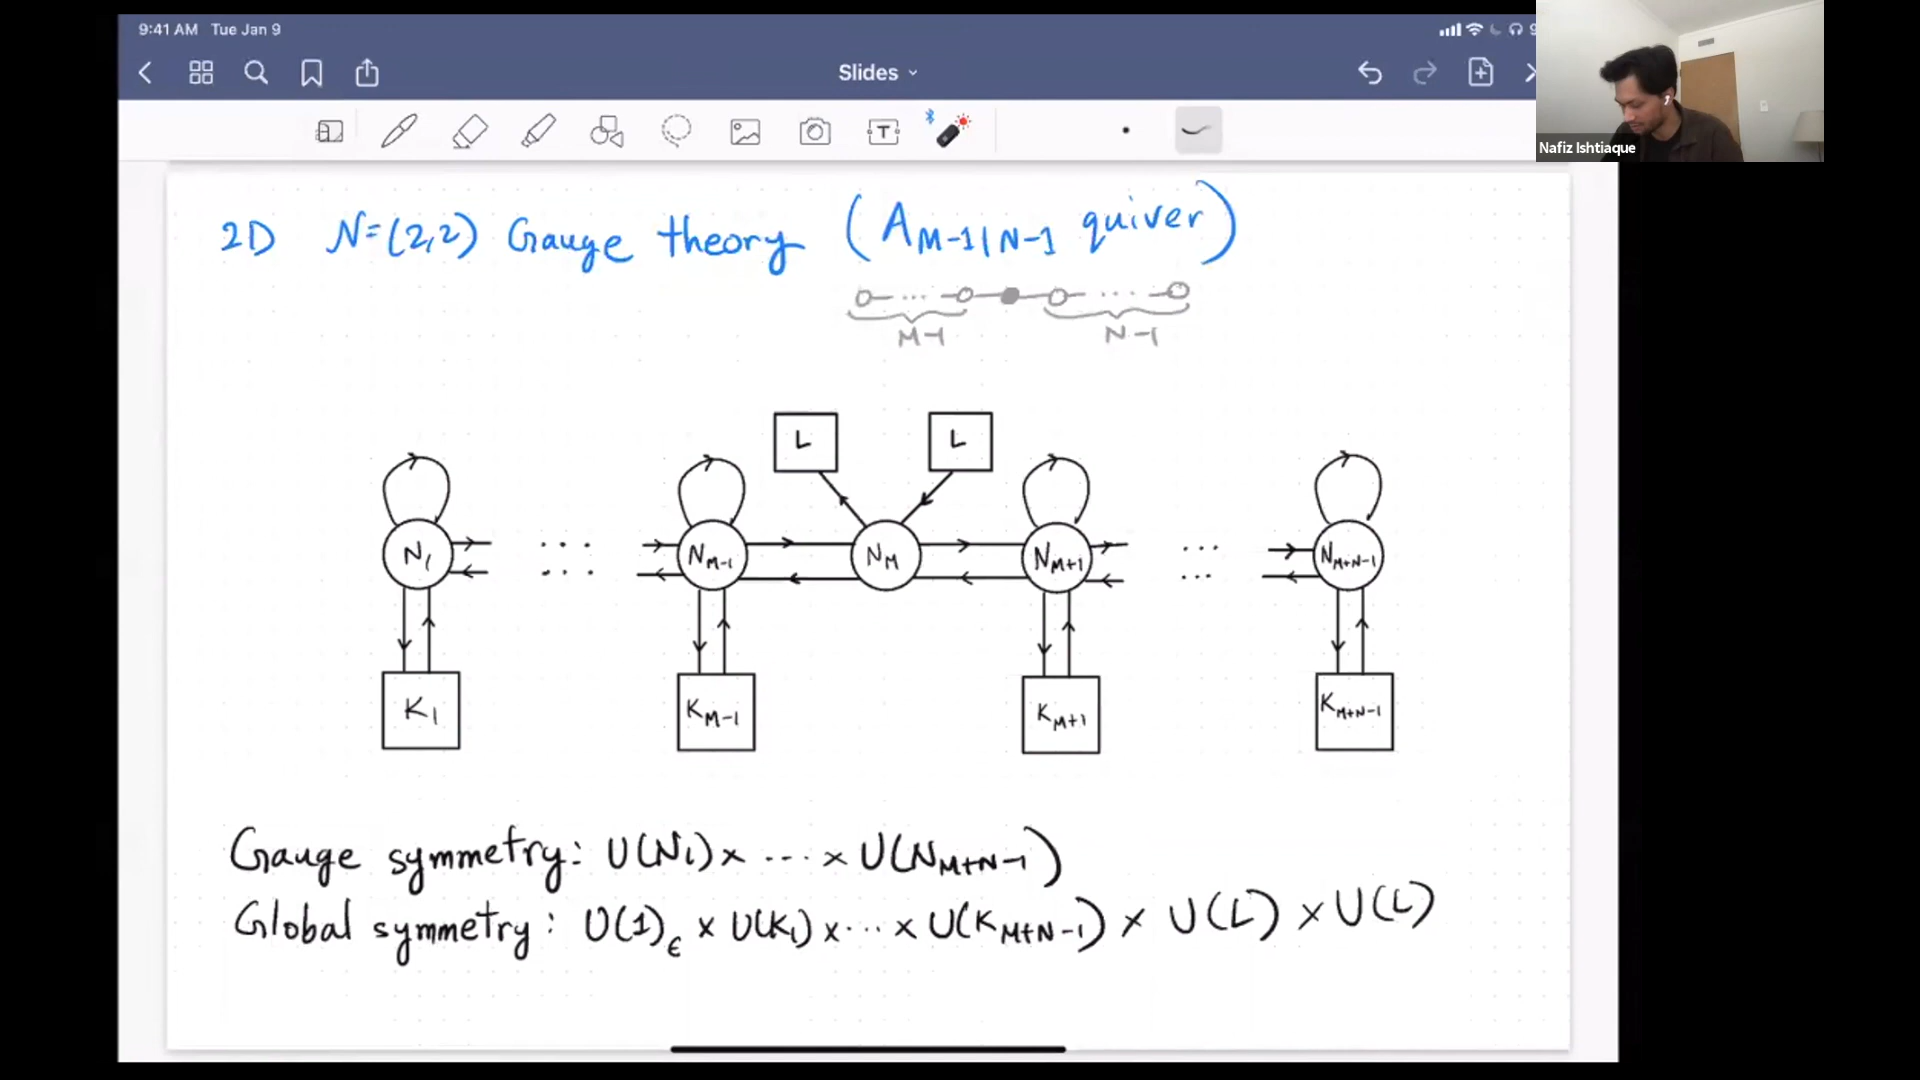 9:41 AM Tue Jan 9
Slides
Nafiz Ishtiaque
2D N=(2,2) Gauge theory (A_{M-1|N-1} quiver)
M-1 N-1
L L
N_1 ... N_{M-1} N_M N_{M+1} ... N_{M+N-1}
K_1 K_{M-1} K_{M+1} K_{M+N-1}
Gauge symmetry: U(N_1) × ··· × U(N_{M+N-1})
Global symmetry: U(1)_ε × U(K_1) × ··· × U(K_{M+N-1}) × U(L) × U(L)